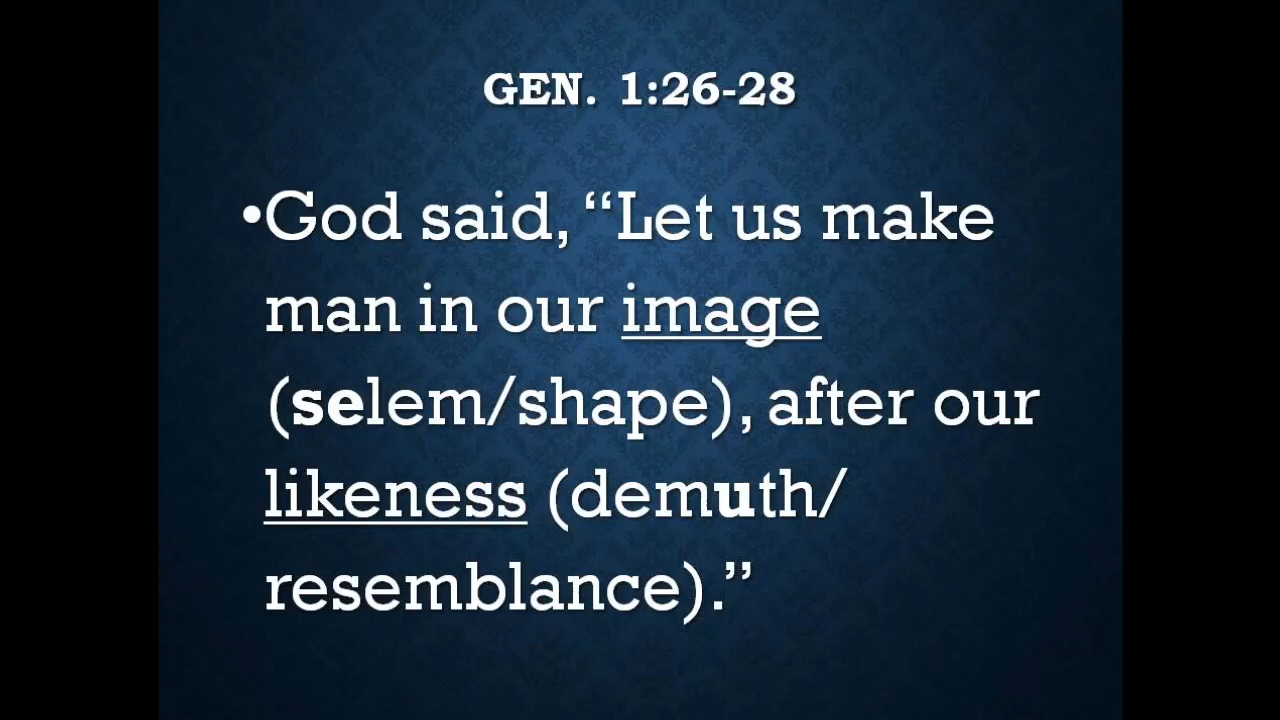 GEN. 1:26-28
•God said, “Let us make
man in our image
(selem/shape), after our
likeness (demuth/
resemblance).”